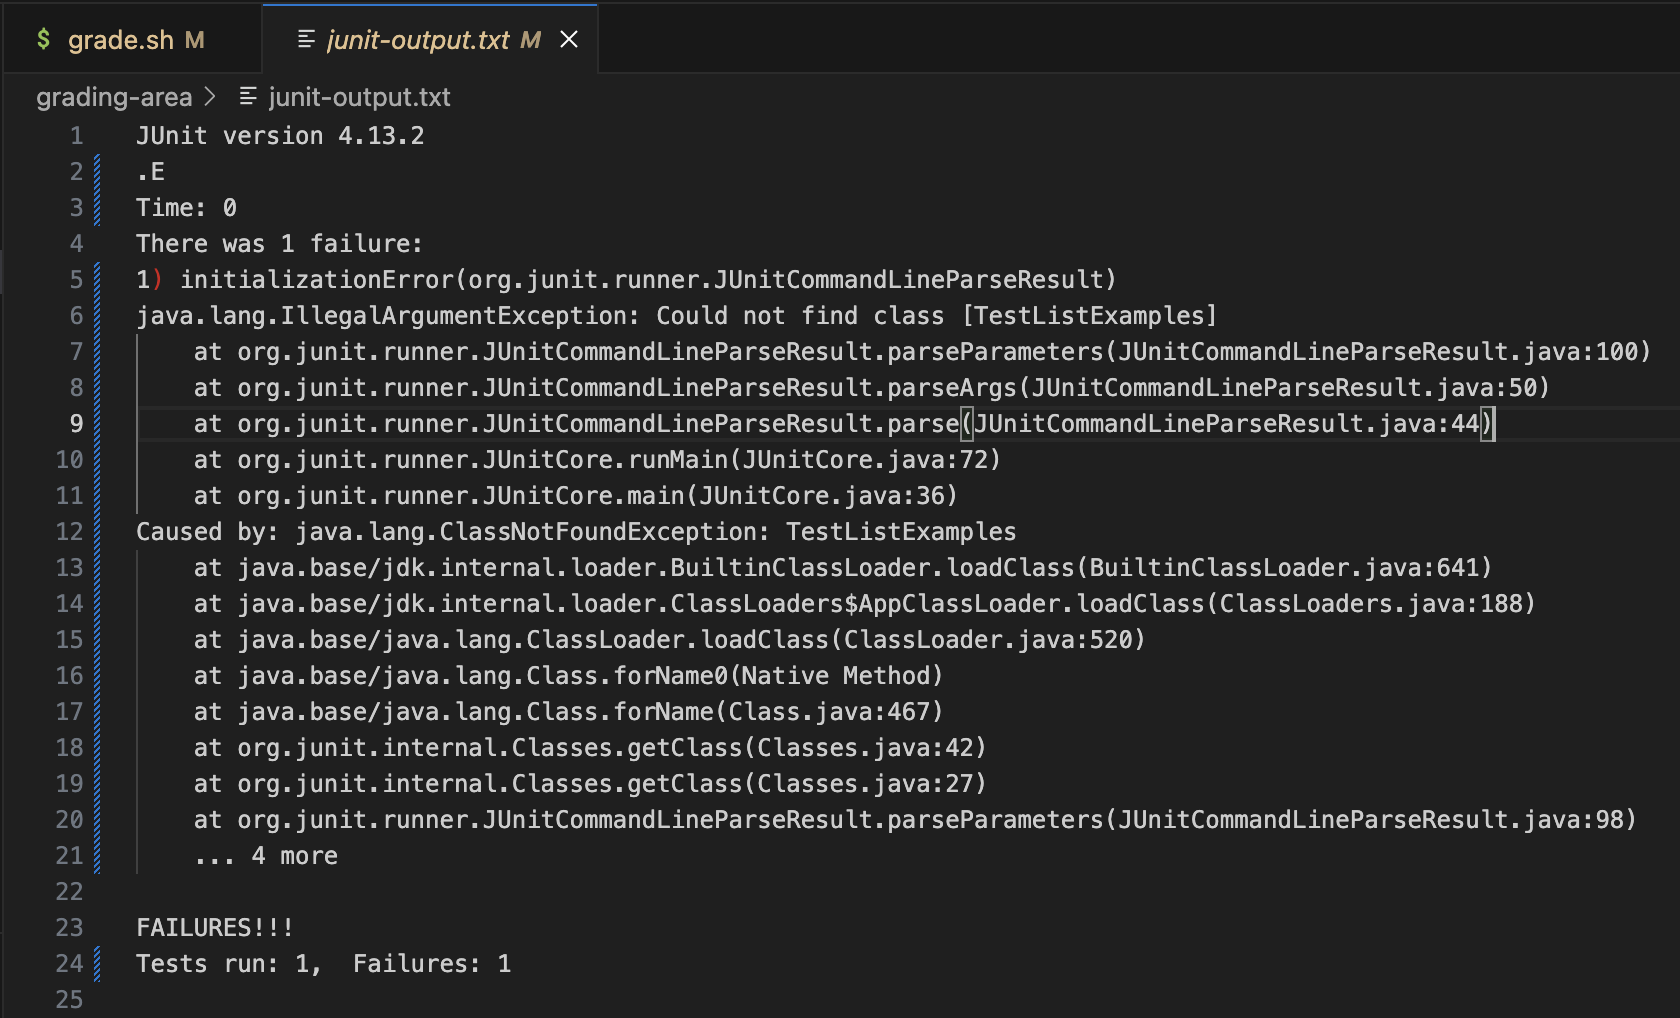 $ grade.sh M junit-output.txt M
grading-area > junit-output.txt
1 JUnit version 4.13.2
2 .E
3 Time: 0
4 There was 1 failure:
5 1) initializationError(org.junit.runner.JUnitCommandLineParseResult)
6 java.lang.IllegalArgumentException: Could not find class [TestListExamples]
7 at org.junit.runner.JUnitCommandLineParseResult.parseParameters(JUnitCommandLineParseResult.java:100)
8 at org.junit.runner.JUnitCommandLineParseResult.parseArgs(JUnitCommandLineParseResult.java:50)
9 at org.junit.runner.JUnitCommandLineParseResult.parse(JUnitCommandLineParseResult.java:44)
10 at org.junit.runner.JUnitCore.runMain(JUnitCore.java:72)
11 at org.junit.runner.JUnitCore.main(JUnitCore.java:36)
12 Caused by: java.lang.ClassNotFoundException: TestListExamples
13 at java.base/jdk.internal.loader.BuiltinClassLoader.loadClass(BuiltinClassLoader.java:641)
14 at java.base/jdk.internal.loader.ClassLoaders$AppClassLoader.loadClass(ClassLoaders.java:188)
15 at java.base/java.lang.ClassLoader.loadClass(ClassLoader.java:520)
16 at java.base/java.lang.Class.forName0(Native Method)
17 at java.base/java.lang.Class.forName(Class.java:467)
18 at org.junit.internal.Classes.getClass(Classes.java:42)
19 at org.junit.internal.Classes.getClass(Classes.java:27)
20 at org.junit.runner.JUnitCommandLineParseResult.parseParameters(JUnitCommandLineParseResult.java:98)
21 ... 4 more
22
23 FAILURES!!!
24 Tests run: 1,  Failures: 1
25